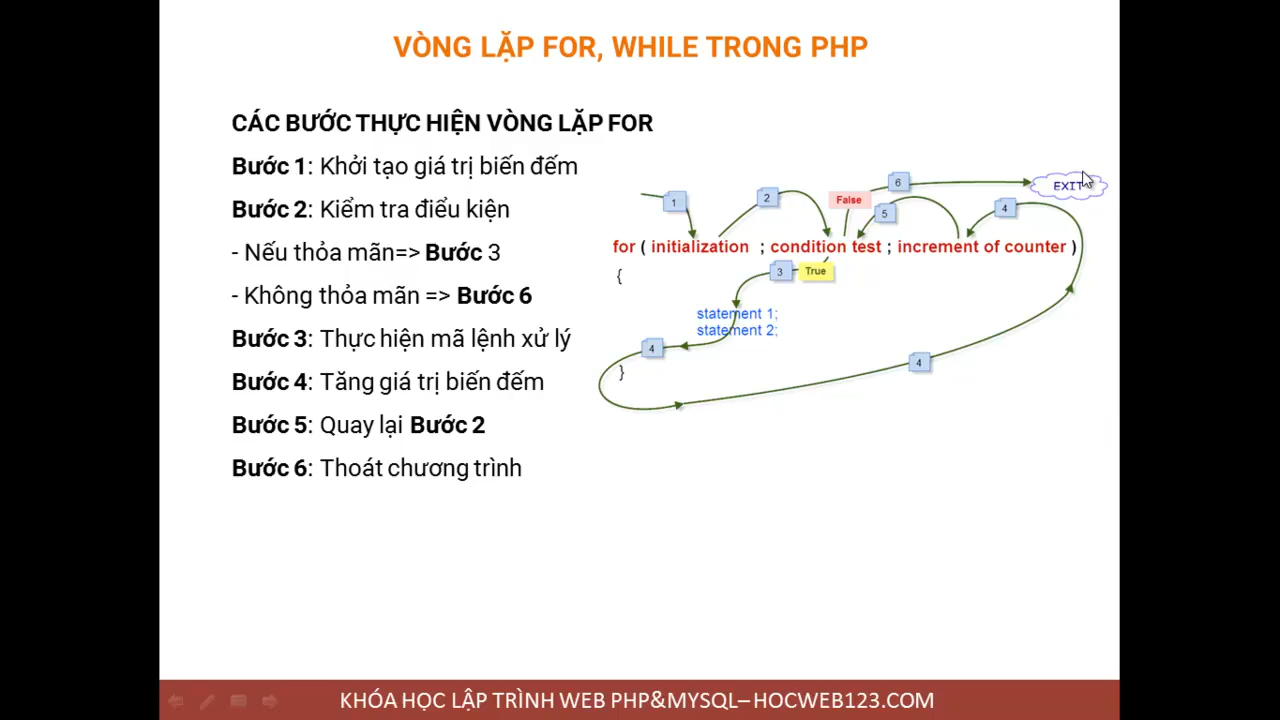 VÒNG LẶP FOR, WHILE TRONG PHP
CÁC BƯỚC THỰC HIỆN VÒNG LẶP FOR
Bước 1: Khởi tạo giá trị biến đếm
Bước 2: Kiểm tra điểu kiện
- Nếu thỏa mãn=> Bước 3
- Không thỏa mãn => Bước 6
Bước 3: Thực hiện mã lệnh xử lý
Bước 4: Tăng giá trị biến đếm
Bước 5: Quay lại Bước 2
Bước 6: Thoát chương trình
6
EXIT
1
2
False
5
4
for ( initialization ; condition test ; increment of counter )
{
3
True
statement 1;
statement 2;
4
4
}
KHÓA HỌC LẬP TRÌNH WEB PHP&MYSQL– HOCWEB123.COM